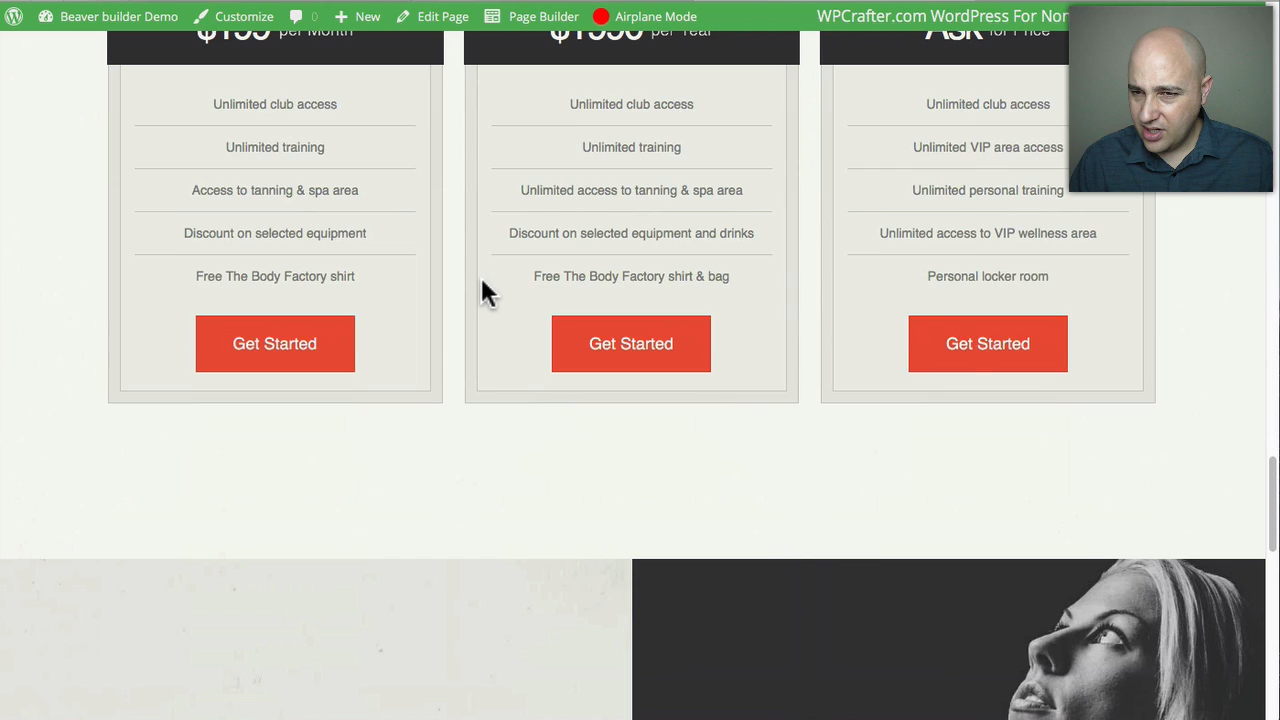 Beaver builder Demo Customize 0 New Edit Page Page Builder Airplane Mode WPCrafter.com WordPress For
per Month
per Year
Ask for Price
Unlimited club access
Unlimited training
Access to tanning & spa area
Discount on selected equipment
Free The Body Factory shirt
Get Started
Unlimited club access
Unlimited training
Unlimited access to tanning & spa area
Discount on selected equipment and drinks
Free The Body Factory shirt & bag
Get Started
Unlimited club access
Unlimited VIP area access
Unlimited personal training
Unlimited access to VIP wellness area
Personal locker room
Get Started